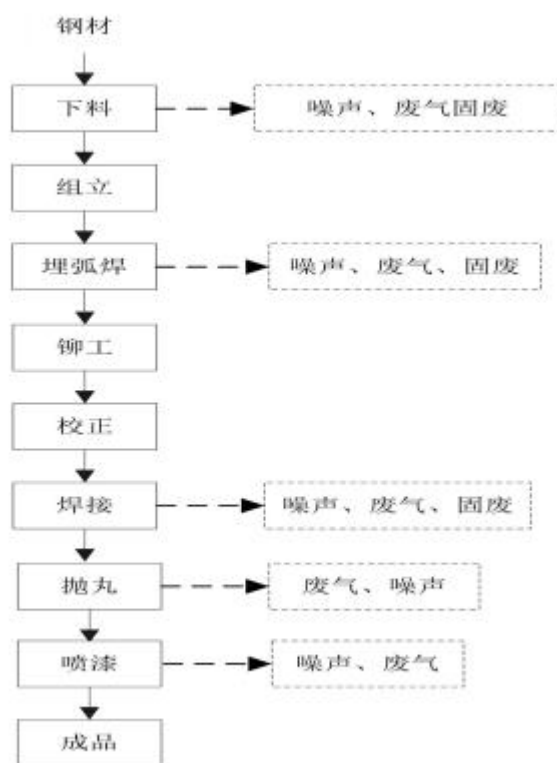 钢材
下料
噪声、废气固废
组立
埋弧焊
噪声、废气、固废
铆工
校正
焊接
噪声、废气、固废
抛丸
废气、噪声
喷漆
噪声、废气
成品